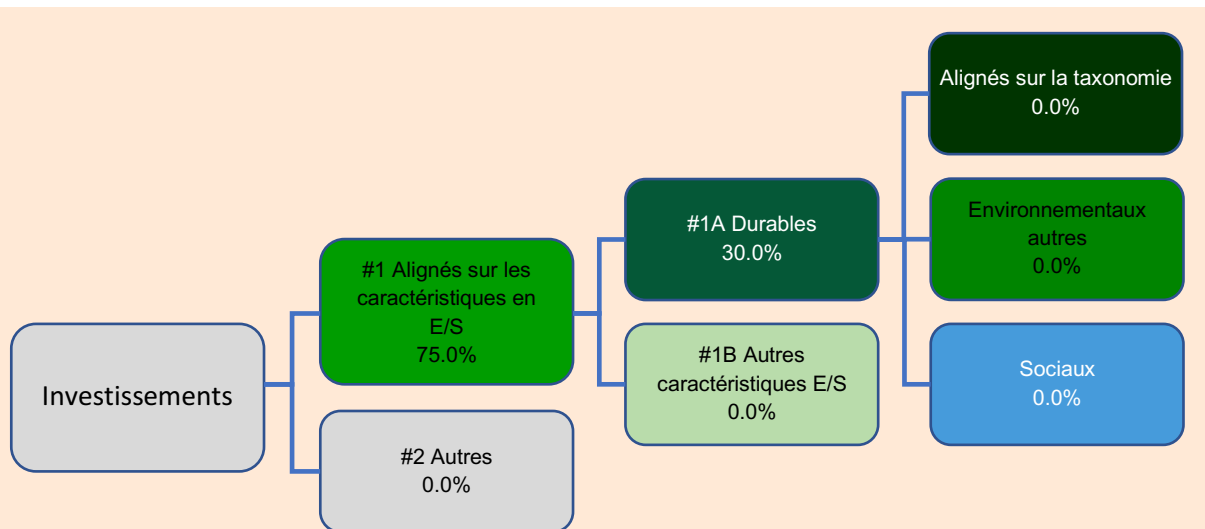 Investissements
#1 Alignés sur les
caractéristiques en
E/S
75.0%
#2 Autres
0.0%
#1A Durables
30.0%
#1B Autres
caractéristiques E/S
0.0%
Alignés sur la taxonomie
0.0%
Environnementaux
autres
0.0%
Sociaux
0.0%